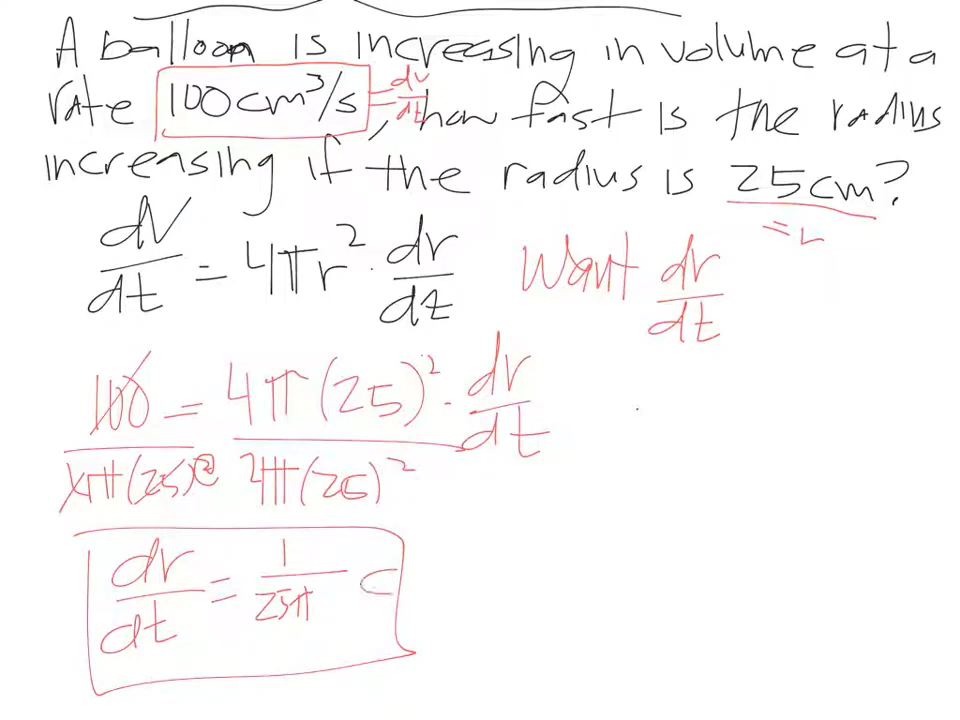 A balloon is increasing in volume at a
rate 100cm³/s = dv/dt, how fast is the radius
increasing if the radius is 25cm?
= r
dV/dt = 4πr² · dr/dt Want dr/dt
100 = 4π(25)² · dr/dt
4π(25)² 4π(25)²
dr/dt = 1/25π c